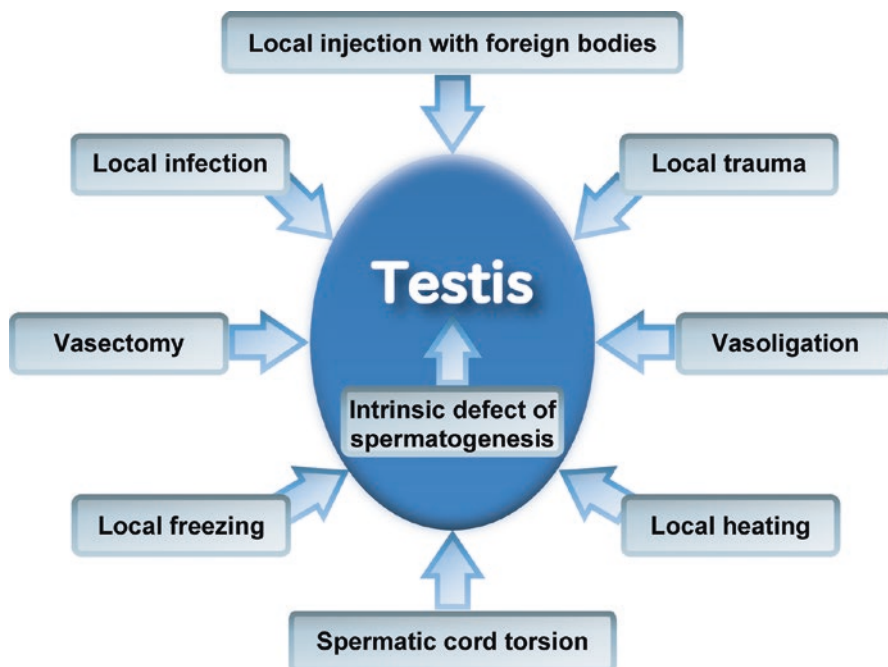 Local injection with foreign bodies
Local infection
Local trauma
Testis
Vasectomy
Vasoligation
Intrinsic defect of
spermatogenesis
Local freezing
Local heating
Spermatic cord torsion